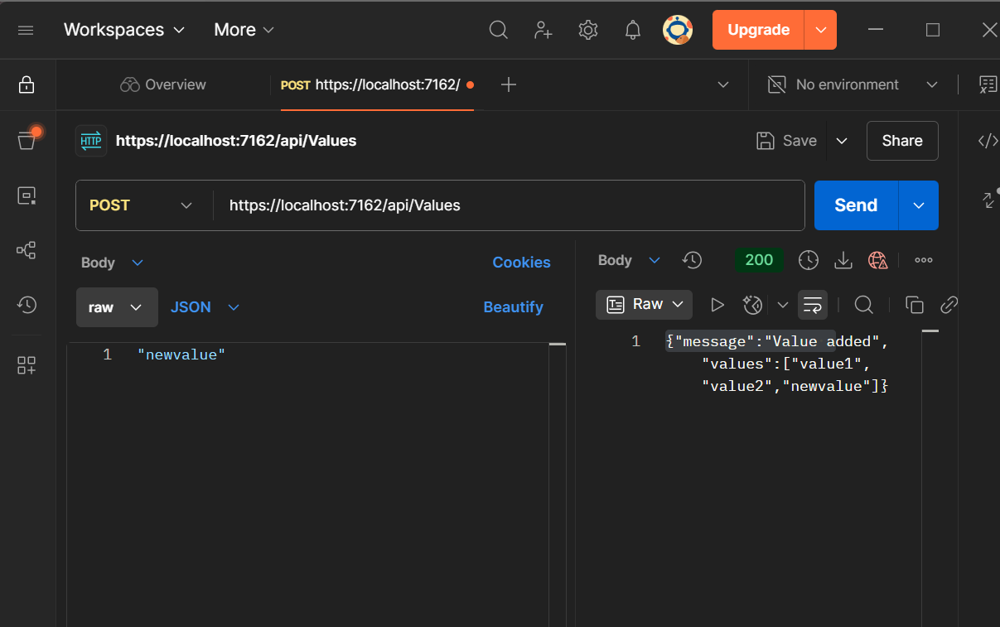 Workspaces More Upgrade
Overview POST https://localhost:7162/ No environment
HTTP https://localhost:7162/api/Values Save Share
POST https://localhost:7162/api/Values Send
Body Cookies
raw JSON Beautify
1 "newvalue"
Body 200
Raw
1 {"message":"Value added",
"values":["value1",
"value2","newvalue"]}